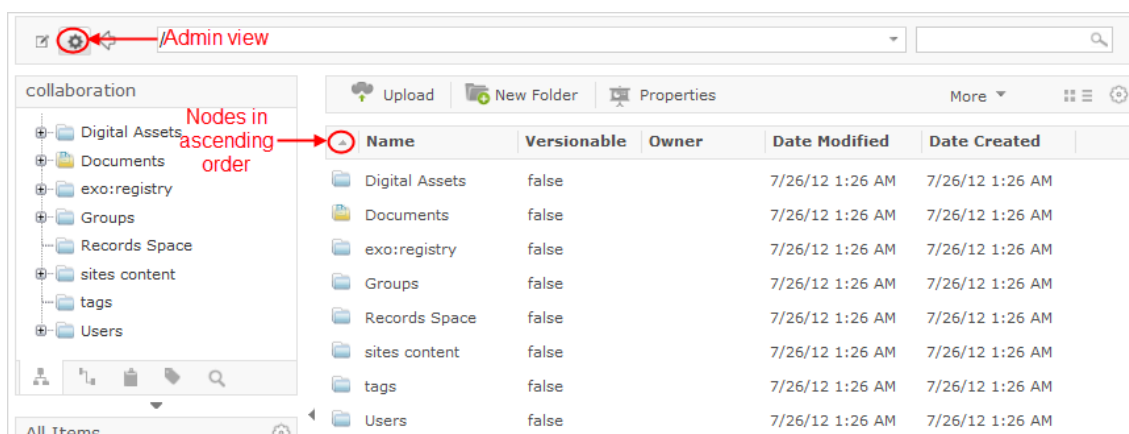 /Admin view
collaboration
Upload New Folder Properties More
Nodes in
ascending
order
Digital Assets
Documents
exo:registry
Groups
Records Space
sites content
tags
Users
Name Versionable Owner Date Modified Date Created
Digital Assets false 7/26/12 1:26 AM 7/26/12 1:26 AM
Documents false 7/26/12 1:26 AM 7/26/12 1:26 AM
exo:registry false 7/26/12 1:26 AM 7/26/12 1:26 AM
Groups false 7/26/12 1:26 AM 7/26/12 1:26 AM
Records Space false 7/26/12 1:26 AM 7/26/12 1:26 AM
sites content false 7/26/12 1:26 AM 7/26/12 1:26 AM
tags false 7/26/12 1:26 AM 7/26/12 1:26 AM
Users false 7/26/12 1:26 AM 7/26/12 1:26 AM
All Items